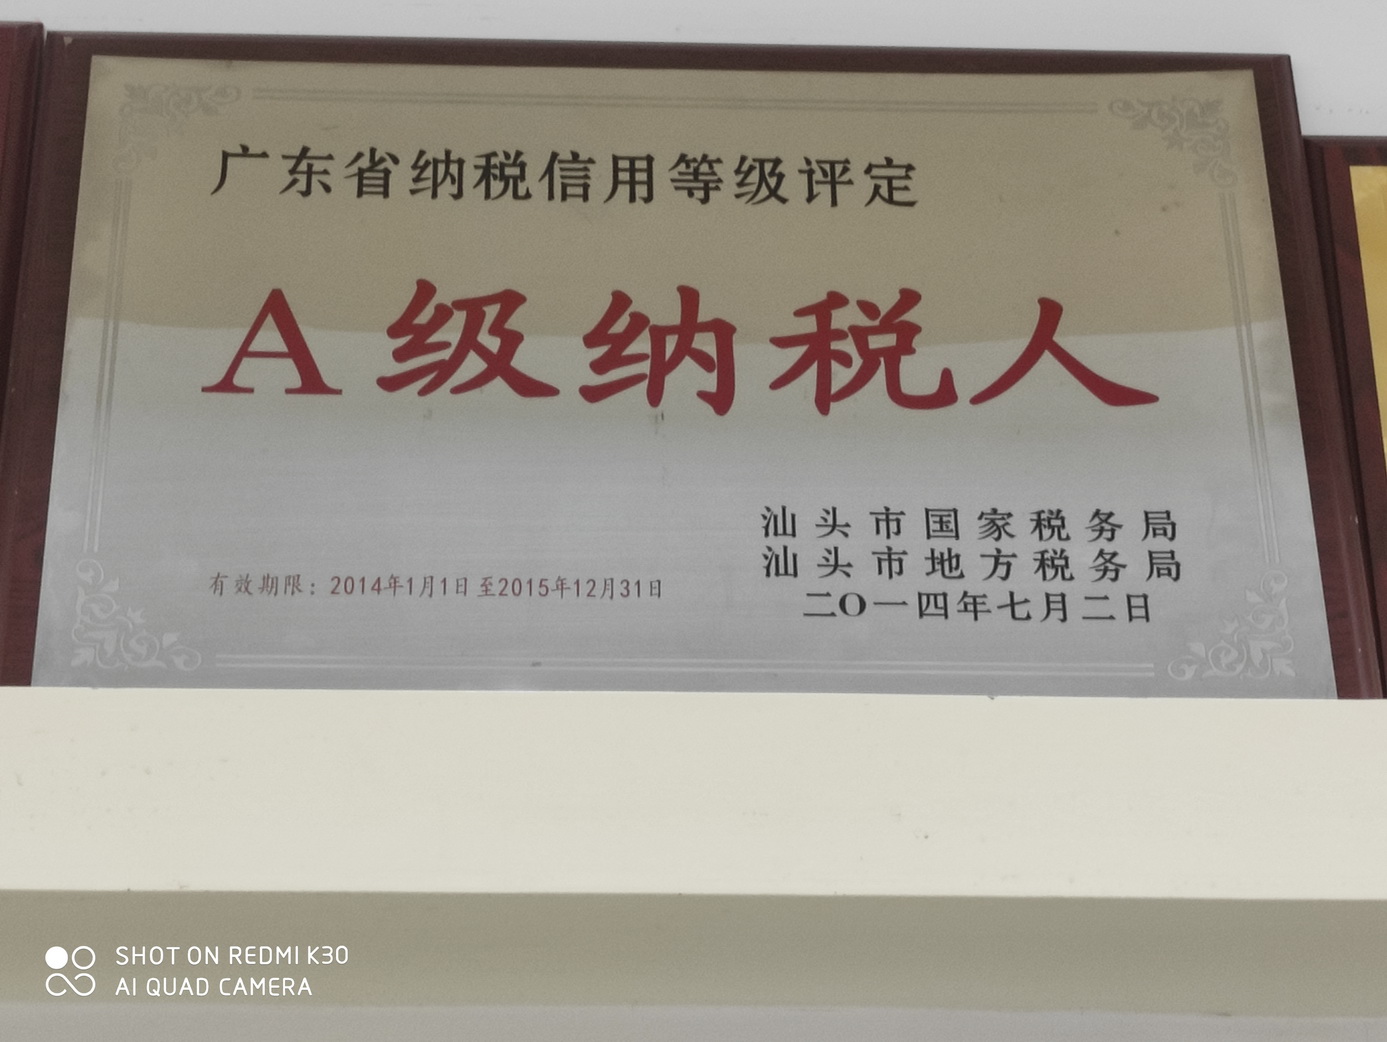 广东省纳税信用等级评定
A级纳税人
汕头市国家税务局
汕头市地方税务局
有效期限：2014年1月1日至2015年12月31日
二〇一四年七月二日
SHOT ON REDMI K30
AI QUAD CAMERA